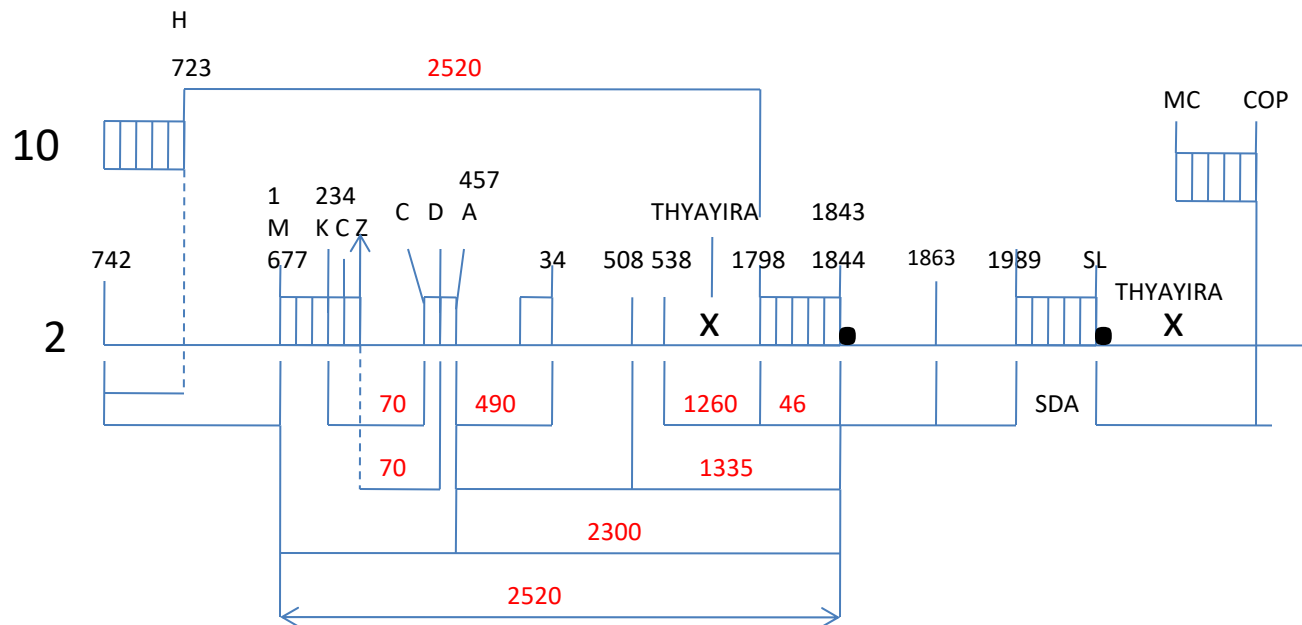 H
723 2520
MC COP
10
1 234 457
C D A THYAYIRA 1843
M K C Z
742 677 34 508 538 1798 1844 1863 1989 SL
THYAYIRA
2 X X
70 490 1260 46 SDA
70 1335
2300
2520